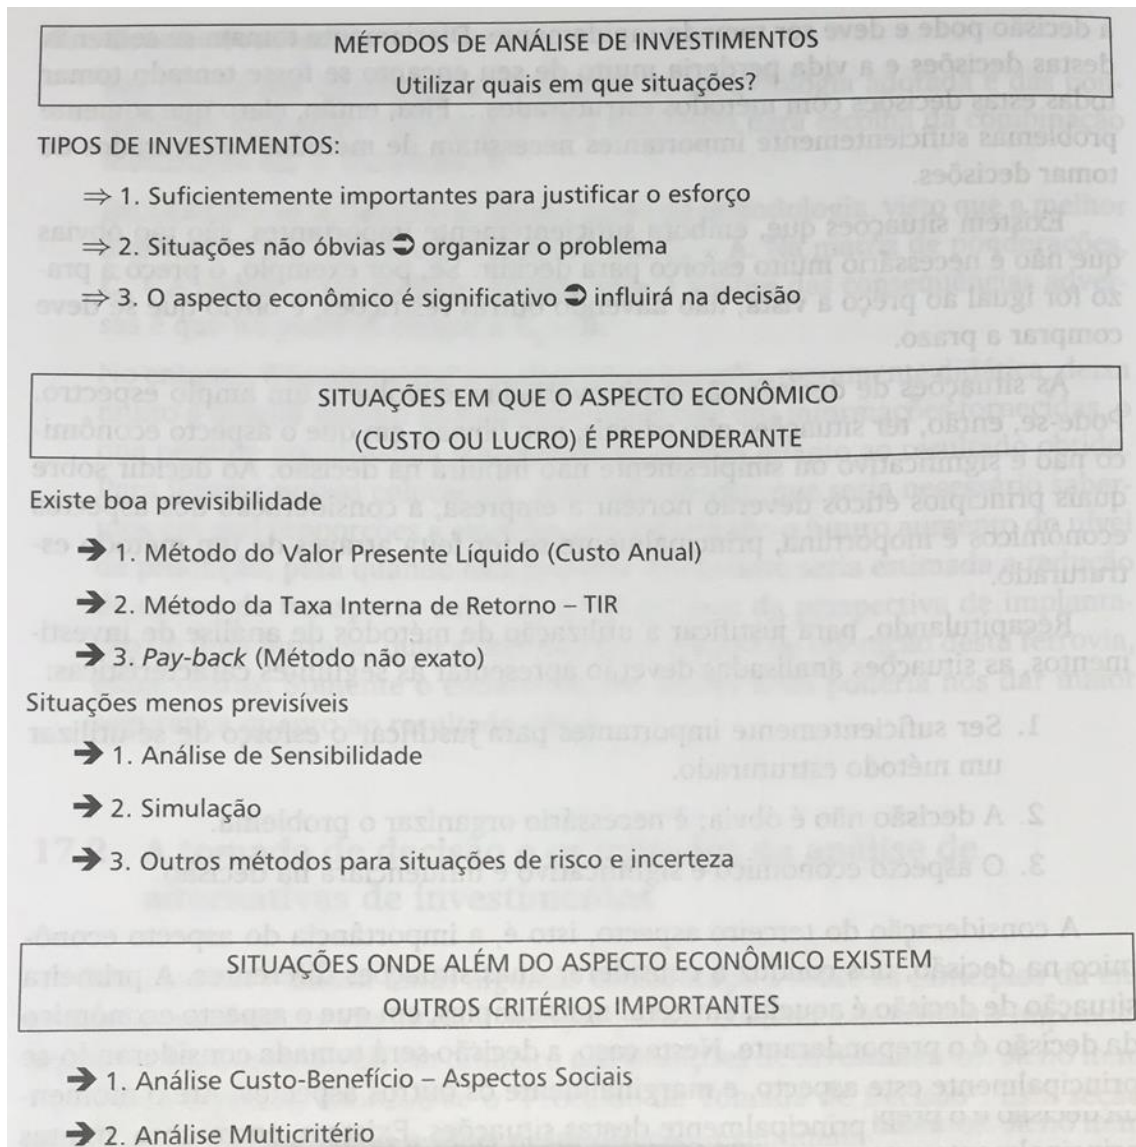 MÉTODOS DE ANÁLISE DE INVESTIMENTOS
Utilizar quais em que situações?
TIPOS DE INVESTIMENTOS:
⇒ 1. Suficientemente importantes para justificar o esforço
⇒ 2. Situações não óbvias ➲ organizar o problema
⇒ 3. O aspecto econômico é significativo ➲ influirá na decisão
SITUAÇÕES EM QUE O ASPECTO ECONÔMICO
(CUSTO OU LUCRO) É PREPONDERANTE
Existe boa previsibilidade
➔ 1. Método do Valor Presente Líquido (Custo Anual)
➔ 2. Método da Taxa Interna de Retorno – TIR
➔ 3. Pay-back (Método não exato)
Situações menos previsíveis
➔ 1. Análise de Sensibilidade
➔ 2. Simulação
➔ 3. Outros métodos para situações de risco e incerteza
SITUAÇÕES ONDE ALÉM DO ASPECTO ECONÔMICO EXISTEM
OUTROS CRITÉRIOS IMPORTANTES
➔ 1. Análise Custo-Benefício – Aspectos Sociais
➔ 2. Análise Multicritério